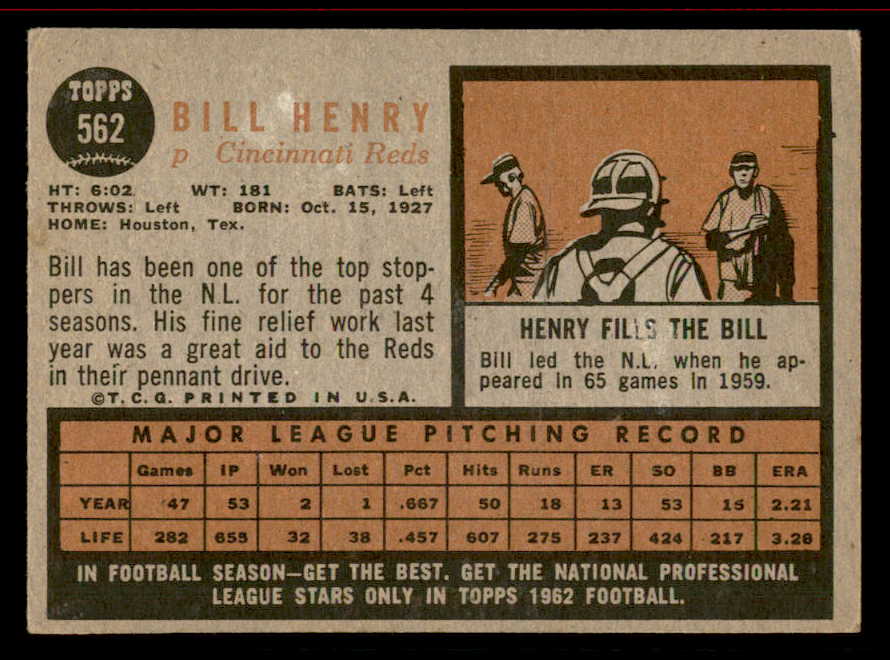 TOPPS
562
BILL HENRY
p Cincinnati Reds
HT: 6:02 WT: 181 BATS: Left
THROWS: Left BORN: Oct. 15, 1927
HOME: Houston, Tex.
Bill has been one of the top stop-
pers in the N.L. for the past 4
seasons. His fine relief work last
year was a great aid to the Reds
in their pennant drive.
©T.C.G. PRINTED IN U.S.A.
HENRY FILLS THE BILL
Bill led the N.L. when he ap-
peared in 65 games in 1959.
MAJOR LEAGUE PITCHING RECORD
Games IP Won Lost Pct Hits Runs ER SO BB ERA
YEAR 47 53 2 1 .667 50 18 13 53 15 2.21
LIFE 282 655 32 38 .457 607 275 237 424 217 3.26
IN FOOTBALL SEASON—GET THE BEST. GET THE NATIONAL PROFESSIONAL
LEAGUE STARS ONLY IN TOPPS 1962 FOOTBALL.